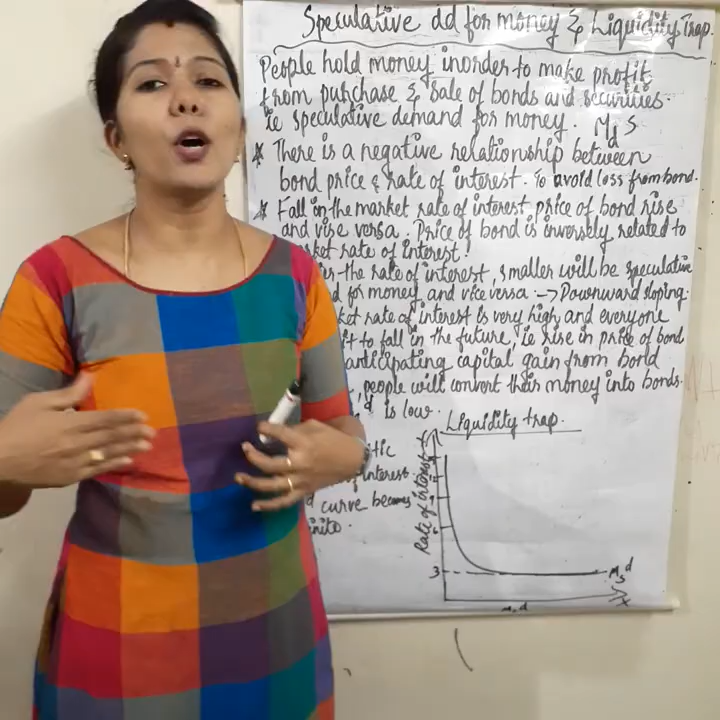 Speculative dd for money & Liquidity Trap.
People hold money inorder to make profit
from purchase & sale of bonds and securities.
ie speculative demand for money. Md S
* There is a negative relationship between
bond price & rate of interest. To avoid loss from bond.
* Fall in the market rate of interest price of bond rise
and vise versa. Price of bond is inversly related to
rate of interest.
the rate of interest, smaller will be speculative
for money and vice versa. → Downward sloping.
rate of interest is very high and everyone
to fall in the future, ie rise in price of bond
anticipating capital gain from bond
, people will convert their money into bonds.
d is low.
Liquidity trap.
of interest
curve becomes
Rate of interest
3
Ms d
X